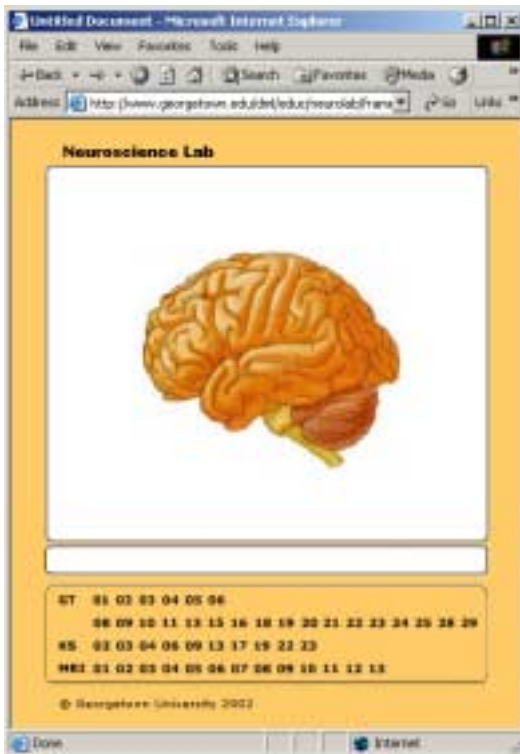 Untitled Document - Microsoft Internet Explorer
File Edit View Favorites Tools Help
Back Search Favorites Media
Address http://www.georgetown.edu/dml/educ/neurolab/frame Go Links
Neuroscience Lab
GT 01 02 03 04 05 06
08 09 10 11 13 15 16 18 19 20 21 22 23 24 25 28 29
KS 02 03 04 06 09 13 17 19 22 23
MRI 01 02 03 04 05 06 07 08 09 10 11 12 13
© Georgetown University 2002
Done Internet